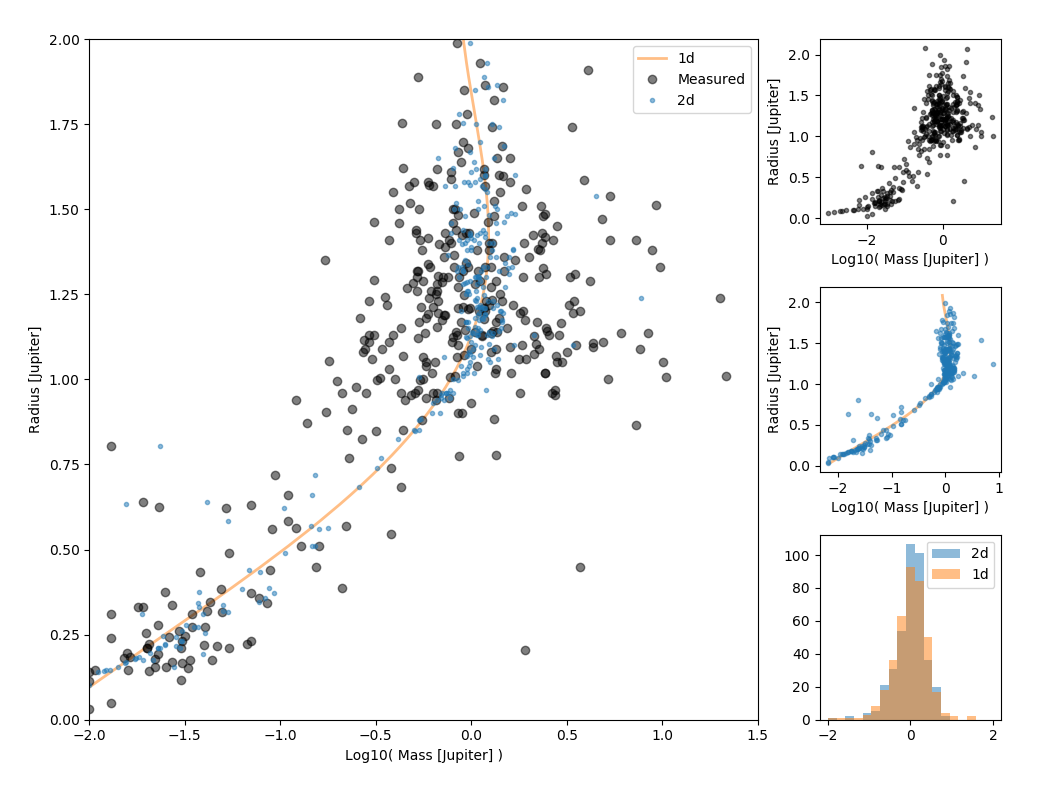 2.00
1.75
1.50
1.25
1.00
0.75
0.50
0.25
0.00
Radius [Jupiter]
−2.0 −1.5 −1.0 −0.5 0.0 0.5 1.0 1.5
Log10( Mass [Jupiter] )
1d
Measured
2d
2.0
1.5
1.0
0.5
0.0
Radius [Jupiter]
−2 0
Log10( Mass [Jupiter] )
2.0
1.5
1.0
0.5
0.0
Radius [Jupiter]
−2 −1 0 1
Log10( Mass [Jupiter] )
100
80
60
40
20
0
−2 0 2
2d
1d